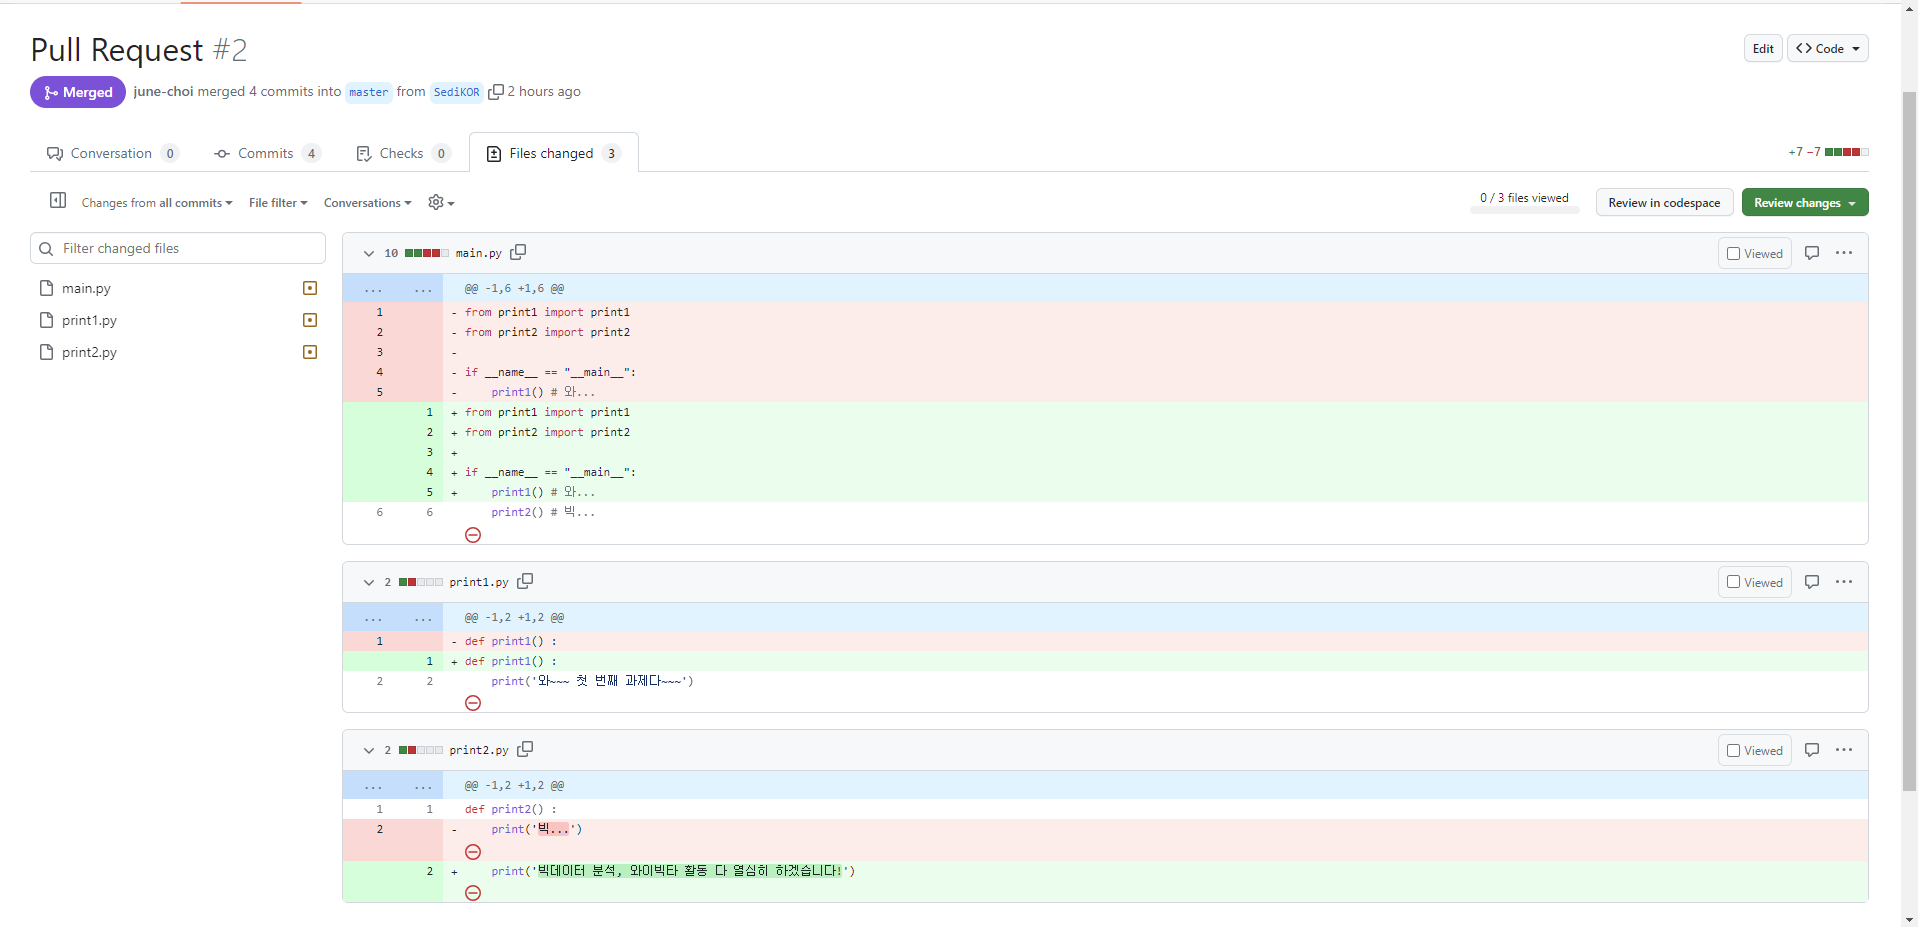 Pull Request #2
Edit
Code
Merged
june-choi merged 4 commits into master from SediKOR 2 hours ago
Conversation 0
Commits 4
Checks 0
Files changed 3
+7 −7
Changes from all commits
File filter
Conversations
0 / 3 files viewed
Review in codespace
Review changes
Filter changed files
main.py
print1.py
print2.py
10 main.py
Viewed
... ... @@ -1,6 +1,6 @@
1 - from print1 import print1
2 - from print2 import print2
3 -
4 - if __name__ == "__main__":
5 - print1() # 와...
1 + from print1 import print1
2 + from print2 import print2
3 +
4 + if __name__ == "__main__":
5 + print1() # 와...
6 6 print2() # 빅...
2 print1.py
Viewed
... ... @@ -1,2 +1,2 @@
1 - def print1() :
1 + def print1() :
2 2 print('와~~~ 첫 번째 과제다~~~')
2 print2.py
Viewed
... ... @@ -1,2 +1,2 @@
1 1 def print2() :
2 - print('빅...')
2 + print('빅데이터 분석, 와이빅타 활동 다 열심히 하겠습니다!')